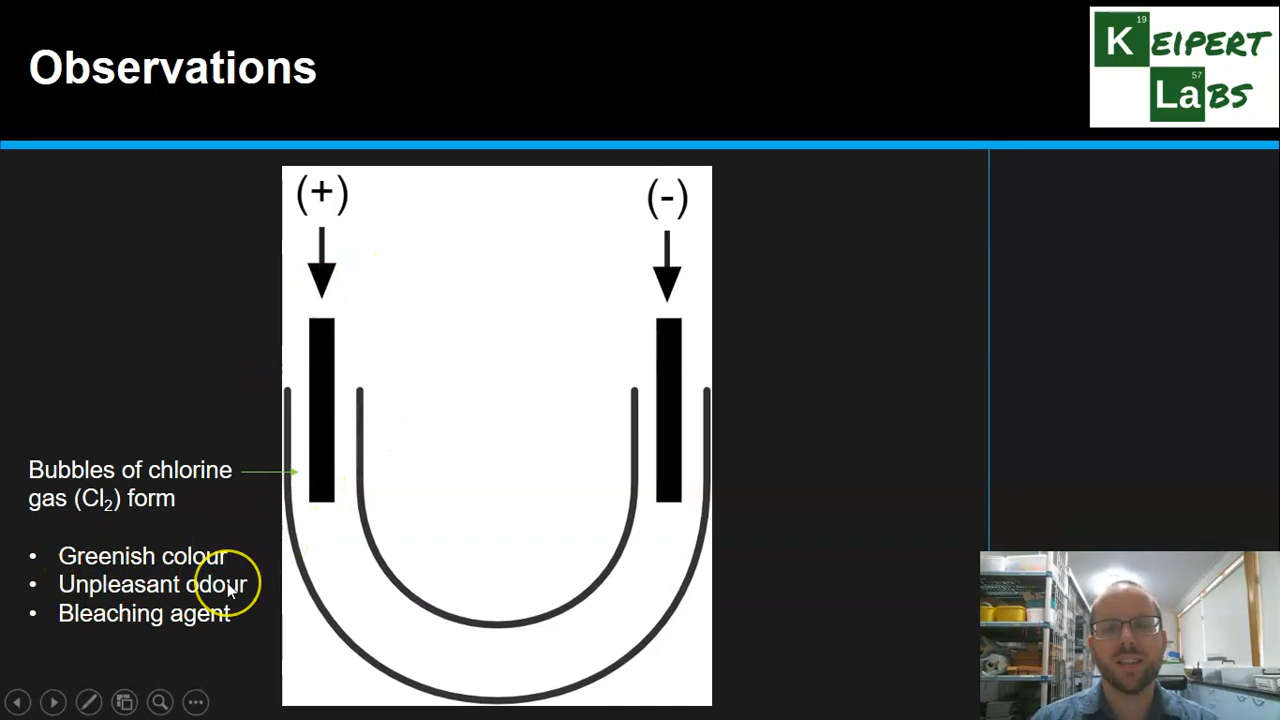 Observations
19
K EIPERT
57
La BS
(+)
(-)
Bubbles of chlorine
gas (Cl₂) form
• Greenish colour
• Unpleasant odour
• Bleaching agent